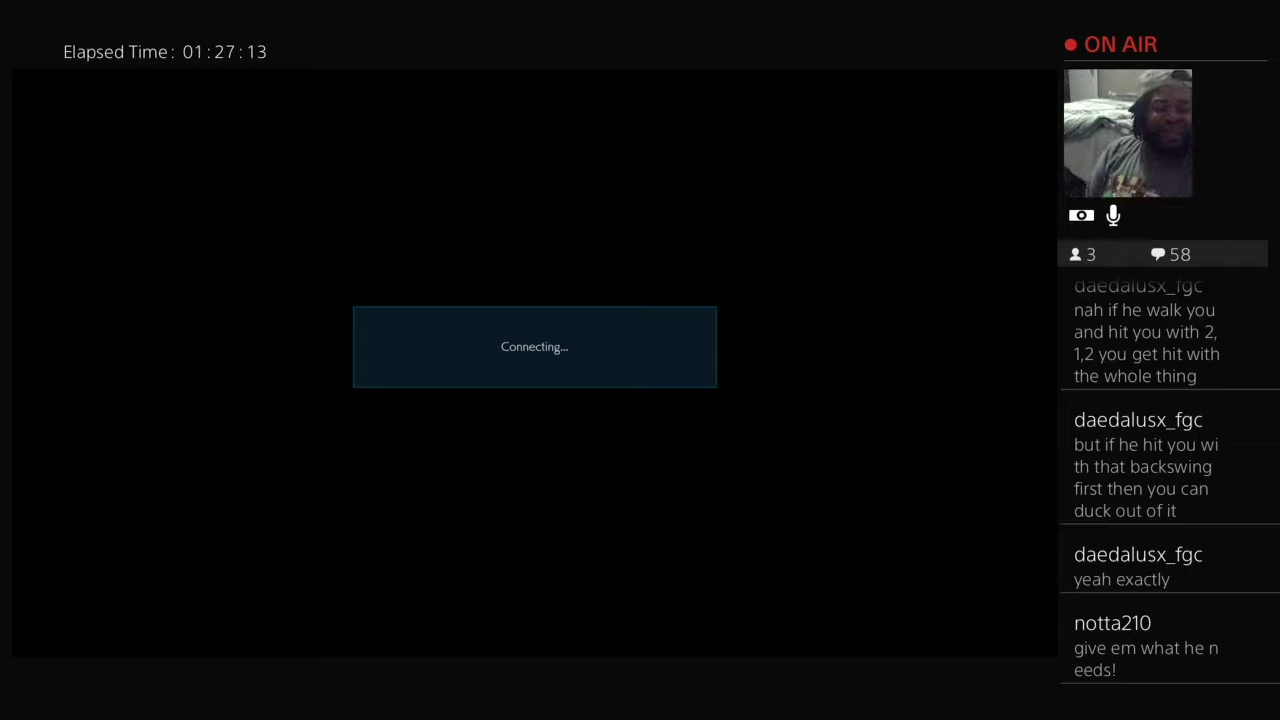 Elapsed Time: 01:27:13
ON AIR
3 58
daedalusx_fgc
nah if he walk you
and hit you with 2,
1,2 you get hit with
the whole thing
Connecting...
daedalusx_fgc
but if he hit you wi
th that backswing
first then you can
duck out of it
daedalusx_fgc
yeah exactly
notta210
give em what he n
eeds!